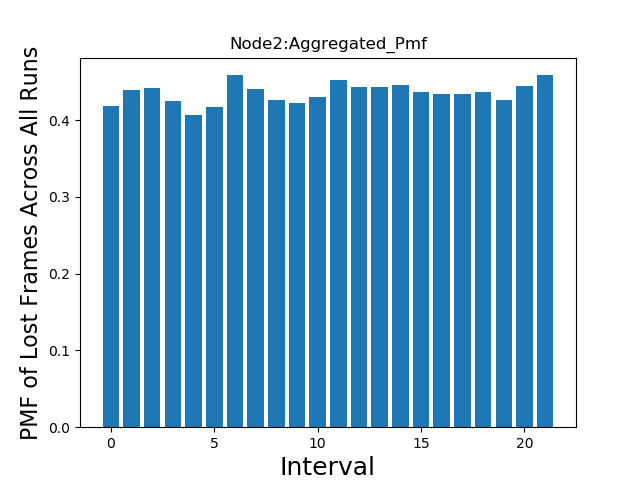 Node2:Aggregated_Pmf
PMF of Lost Frames Across All Runs
0.4
0.3
0.2
0.1
0.0
0 5 10 15 20
Interval